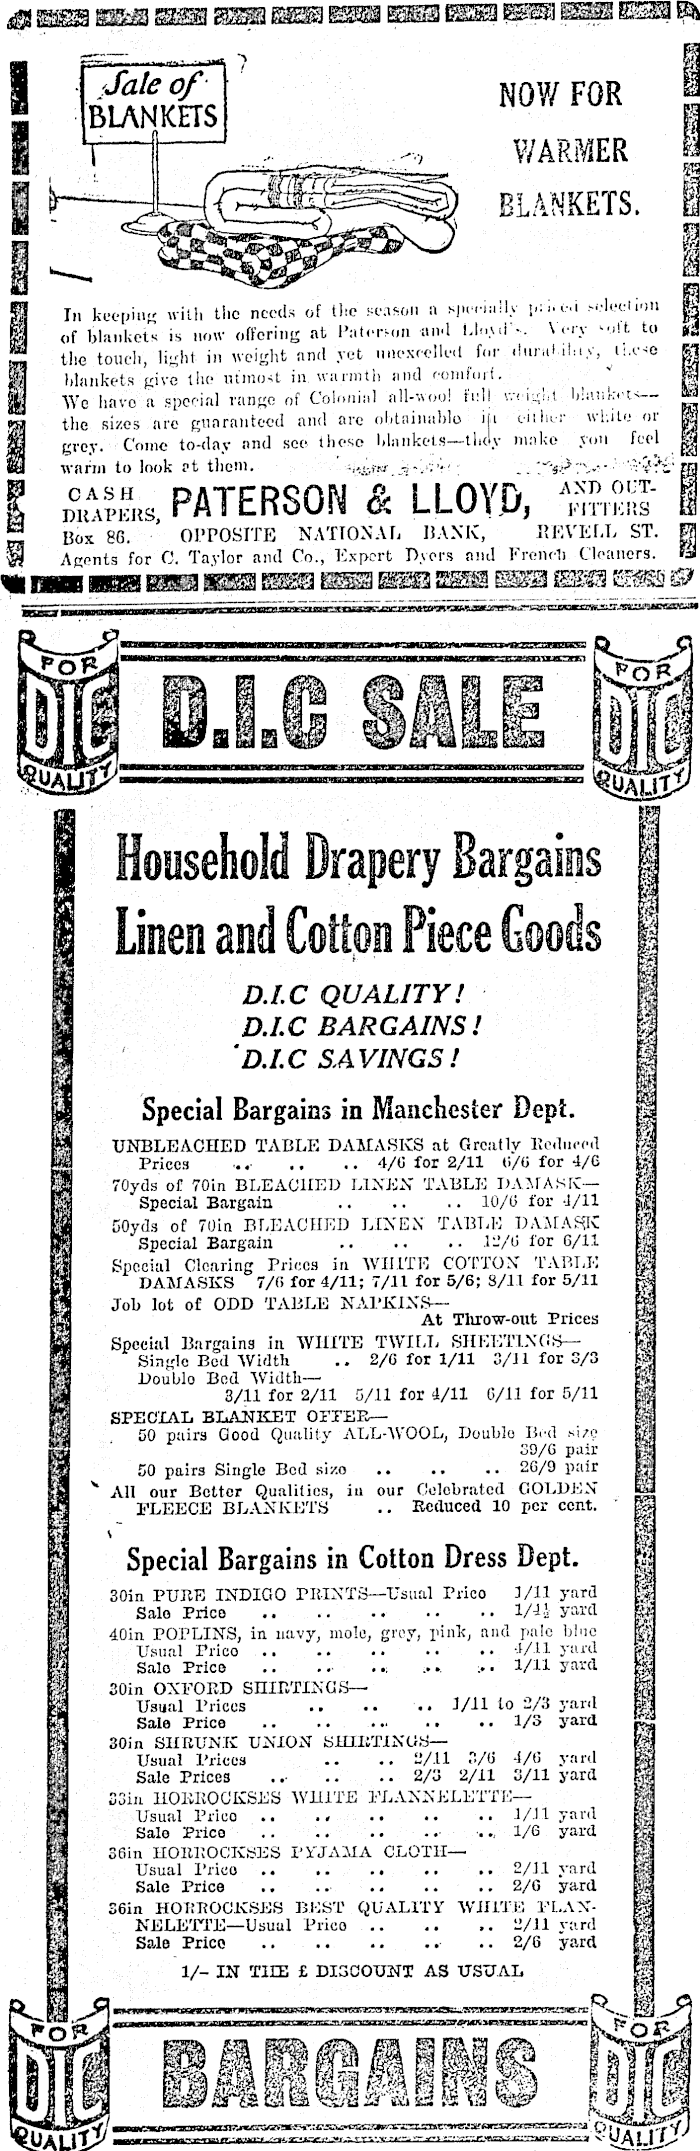 Sale of
BLANKETS
NOW FOR
WARMER
BLANKETS.
In keeping with the needs of the season a specially priced selection
of blankets is now offering at Paterson and Lloyd's. Very soft to
the touch, light in weight and yet unexcelled for durability, these
blankets give the utmost in warmth and comfort.
We have a special range of Colonial all-wool full weight blankets—
the sizes are guaranteed and are obtainable in either white or
grey. Come to-day and see these blankets—they make you feel
warm to look at them.
CASH
DRAPERS,
PATERSON & LLOYD,
AND OUT-
FITTERS
Box 86. OPPOSITE NATIONAL BANK, REVELL ST.
Agents for C. Taylor and Co., Expert Dyers and French Cleaners.
FOR
DIC
QUALITY
D.I.C SALE
FOR
DIC
QUALITY
Household Drapery Bargains
Linen and Cotton Piece Goods
D.I.C QUALITY!
D.I.C BARGAINS!
D.I.C SAVINGS!
Special Bargains in Manchester Dept.
UNBLEACHED TABLE DAMASKS at Greatly Reduced
Prices .. .. .. 4/6 for 2/11 6/6 for 4/6
70yds of 70in BLEACHED LINEN TABLE DAMASK—
Special Bargain .. .. .. 10/6 for 4/11
50yds of 70in BLEACHED LINEN TABLE DAMASK
Special Bargain .. .. .. 12/6 for 6/11
Special Clearing Prices in WHITE COTTON TABLE
DAMASKS 7/6 for 4/11; 7/11 for 5/6; 8/11 for 5/11
Job lot of ODD TABLE NAPKINS—
At Throw-out Prices
Special Bargains in WHITE TWILL SHEETINGS—
Single Bed Width .. 2/6 for 1/11 3/11 for 3/3
Double Bed Width—
3/11 for 2/11 5/11 for 4/11 6/11 for 5/11
SPECIAL BLANKET OFFER—
50 pairs Good Quality ALL-WOOL, Double Bed size
39/6 pair
50 pairs Single Bed size .. .. .. 26/9 pair
All our Better Qualities, in our Celebrated GOLDEN
FLEECE BLANKETS .. Reduced 10 per cent.
Special Bargains in Cotton Dress Dept.
30in PURE INDIGO PRINTS—Usual Price 1/11 yard
Sale Price .. .. .. .. .. 1/4½ yard
40in POPLINS, in navy, mole, grey, pink, and pale blue
Usual Price .. .. .. .. .. 4/11 yard
Sale Price .. .. .. .. .. 1/11 yard
30in OXFORD SHIRTINGS—
Usual Prices .. .. .. 1/11 to 2/3 yard
Sale Price .. .. .. .. .. 1/3 yard
30in SHRUNK UNION SHIRTINGS—
Usual Prices .. .. 2/11 3/6 4/6 yard
Sale Prices .. .. .. 2/3 2/11 3/11 yard
33in HORROCKSES WHITE FLANNELETTE—
Usual Price .. .. .. .. .. 1/11 yard
Sale Price .. .. .. .. .. 1/6 yard
36in HORROCKSES PYJAMA CLOTH—
Usual Price .. .. .. .. .. 2/11 yard
Sale Price .. .. .. .. .. 2/6 yard
36in HORROCKSES BEST QUALITY WHITE FLAN-
NELETTE—Usual Price .. .. .. 2/11 yard
Sale Price .. .. .. .. .. 2/6 yard
1/- IN THE £ DISCOUNT AS USUAL
FOR
DIC
QUALITY
BARGAINS
FOR
DIC
QUALITY